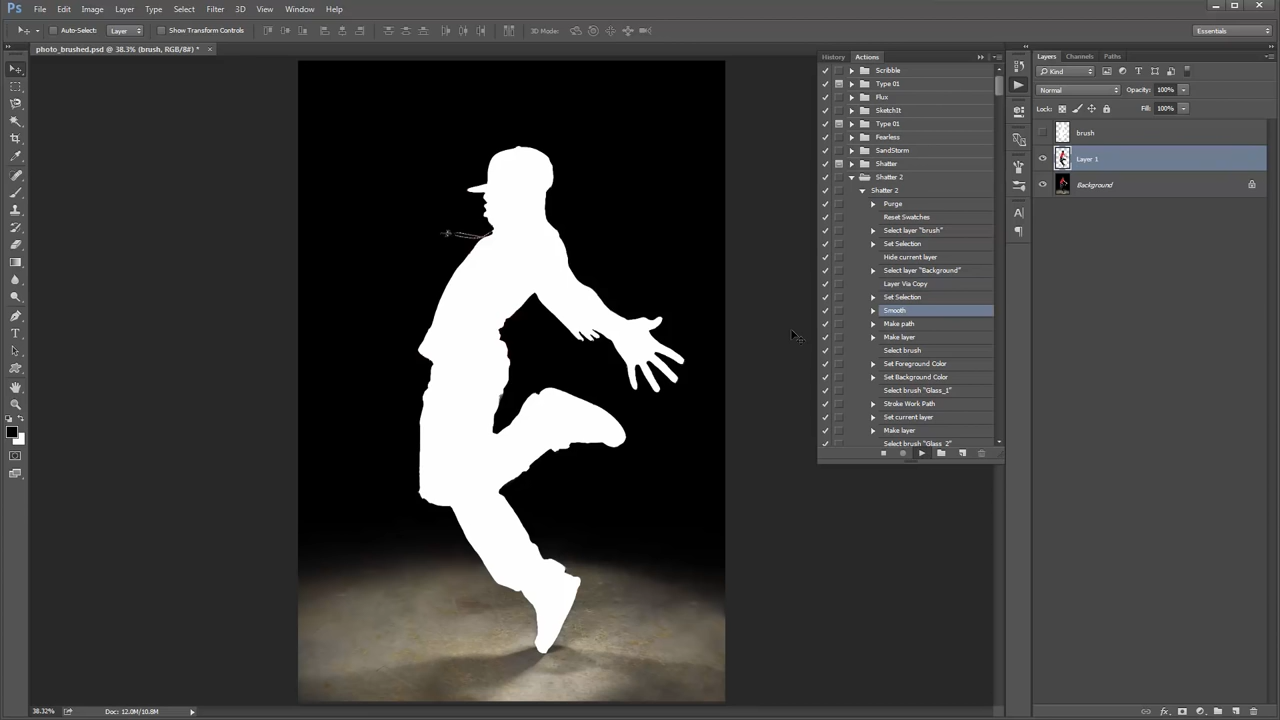 Ps File Edit Image Layer Type Select Filter 3D View Window Help
Auto-Select: Layer Show Transform Controls 3D Mode: Essentials
photo_brushed.psd @ 38.3% (brush, RGB/8#) *
History Actions
Scribble
Type 01
Flux
SketchIt
Type 01
Fearless
SandStorm
Shatter
Shatter 2
Shatter 2
Purge
Reset Swatches
Select layer "brush"
Set Selection
Hide current layer
Select layer "Background"
Layer Via Copy
Set Selection
Smooth
Make path
Make layer
Select brush
Set Foreground Color
Set Background Color
Select brush "Glass_1"
Stroke Work Path
Set current layer
Make layer
Select brush "Glass_2"
Layers Channels Paths
Kind
Normal Opacity: 100%
Lock: Fill: 100%
brush
Layer 1
Background
38.32% Doc: 12.0M/10.8M